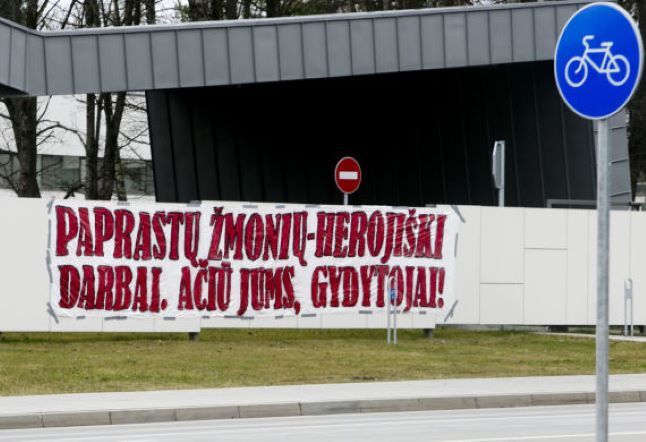 PAPRASTŲ ŽMONIŲ-HEROJIŠKI
DARBAI. AČIŪ JUMS, GYDYTOJAI!